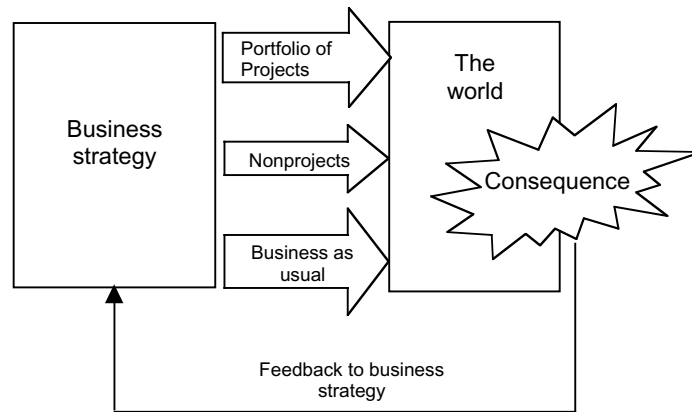 Business
strategy
Portfolio of
Projects
Nonprojects
Business as
usual
The
world
Consequence
Feedback to business
strategy